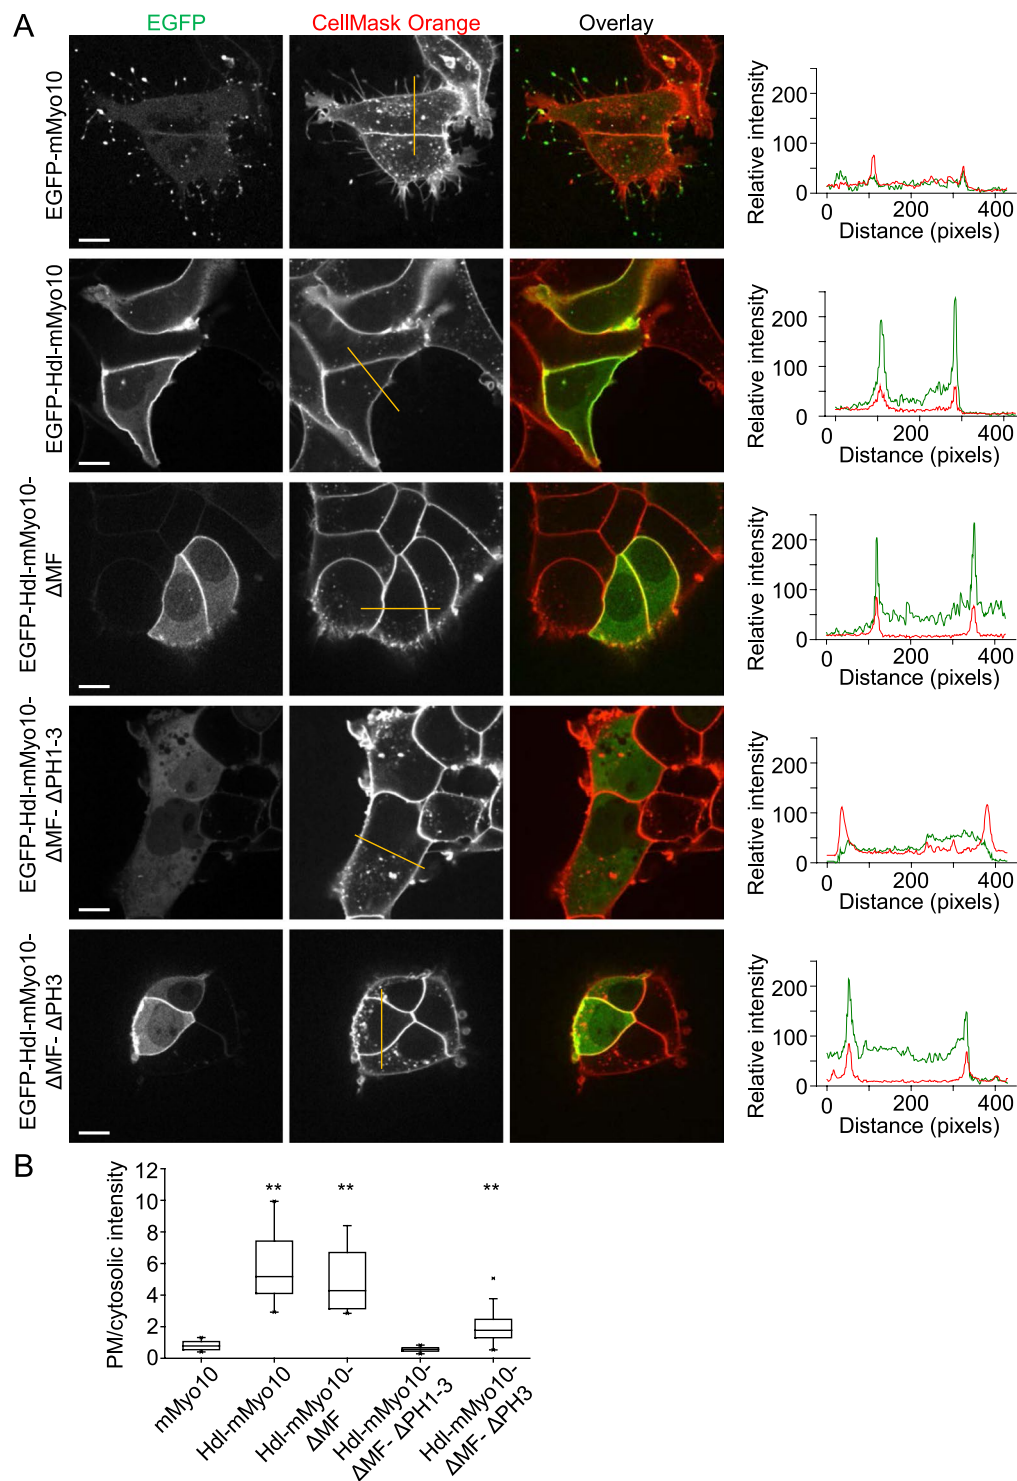 A
EGFP
CellMask Orange
Overlay
EGFP-mMyo10
Relative intensity
200
100
0
0 200 400
Distance (pixels)
EGFP-Hdl-mMyo10
Relative intensity
200
100
0
0 200 400
Distance (pixels)
EGFP-Hdl-mMyo10-
ΔMF
Relative intensity
200
100
0
0 200 400
Distance (pixels)
EGFP-Hdl-mMyo10-
ΔMF- ΔPH1-3
Relative intensity
200
100
0
0 200 400
Distance (pixels)
EGFP-Hdl-mMyo10-
ΔMF- ΔPH3
Relative intensity
200
100
0
0 200 400
Distance (pixels)
B
PM/cytosolic intensity
12
10
8
6
4
2
0
** ** **
mMyo10
Hdl-mMyo10
Hdl-mMyo10-
ΔMF
Hdl-mMyo10-
ΔMF- ΔPH1-3
Hdl-mMyo10-
ΔMF- ΔPH3